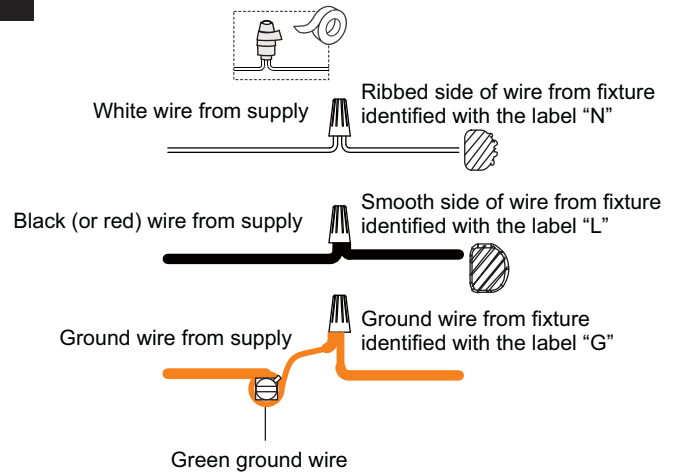 White wire from supply
Ribbed side of wire from fixture
identified with the label “N”
Black (or red) wire from supply
Smooth side of wire from fixture
identified with the label “L”
Ground wire from supply
Ground wire from fixture
identified with the label “G”
Green ground wire